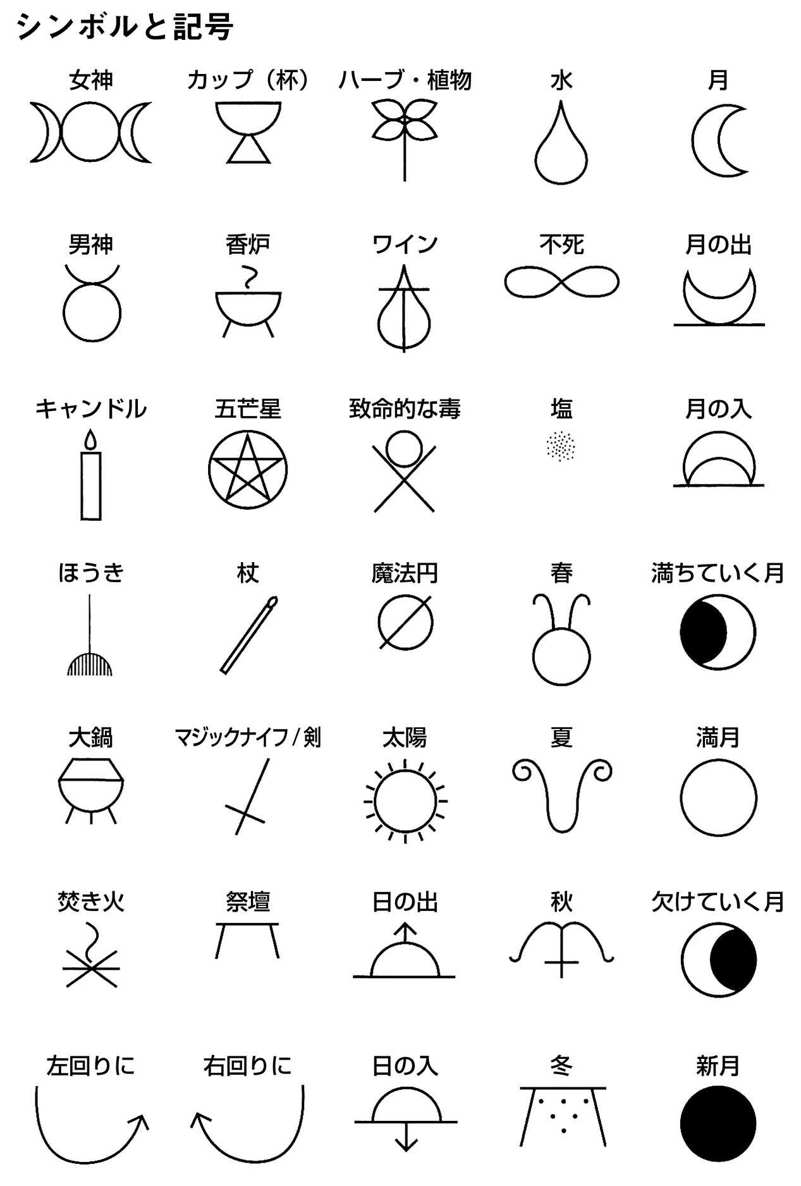 シンボルと記号
女神
カップ（杯）
ハーブ・植物
水
月
男神
香炉
ワイン
不死
月の出
キャンドル
五芒星
致命的な毒
塩
月の入
ほうき
杖
魔法円
春
満ちていく月
大鍋
マジックナイフ/剣
太陽
夏
満月
焚き火
祭壇
日の出
秋
欠けていく月
左回りに
右回りに
日の入
冬
新月